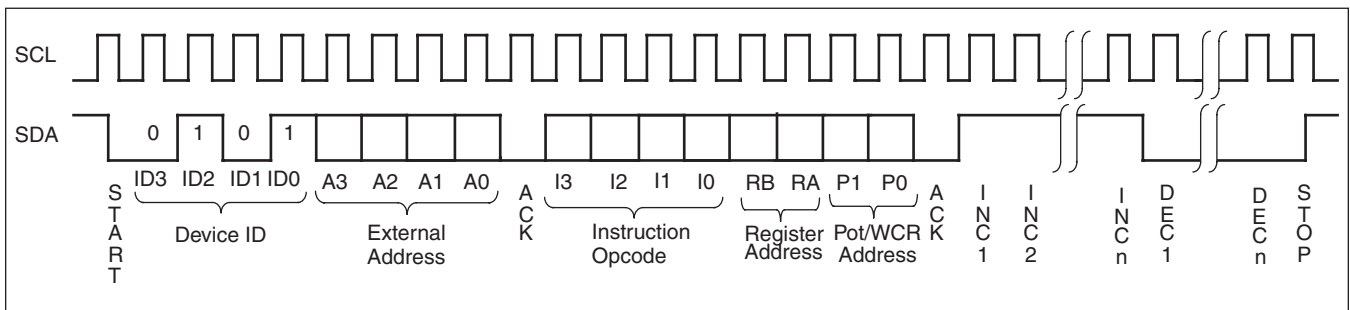 SCL
SDA
0 1 0 1
ID3 ID2 ID1 ID0 A3 A2 A1 A0 I3 I2 I1 I0 RB RA P1 P0
START
Device ID
External
Address
ACK
Instruction
Opcode
Register
Address
Pot/WCR
Address
ACK
INC1
INC2
INCn
DEC1
DECn
STOP